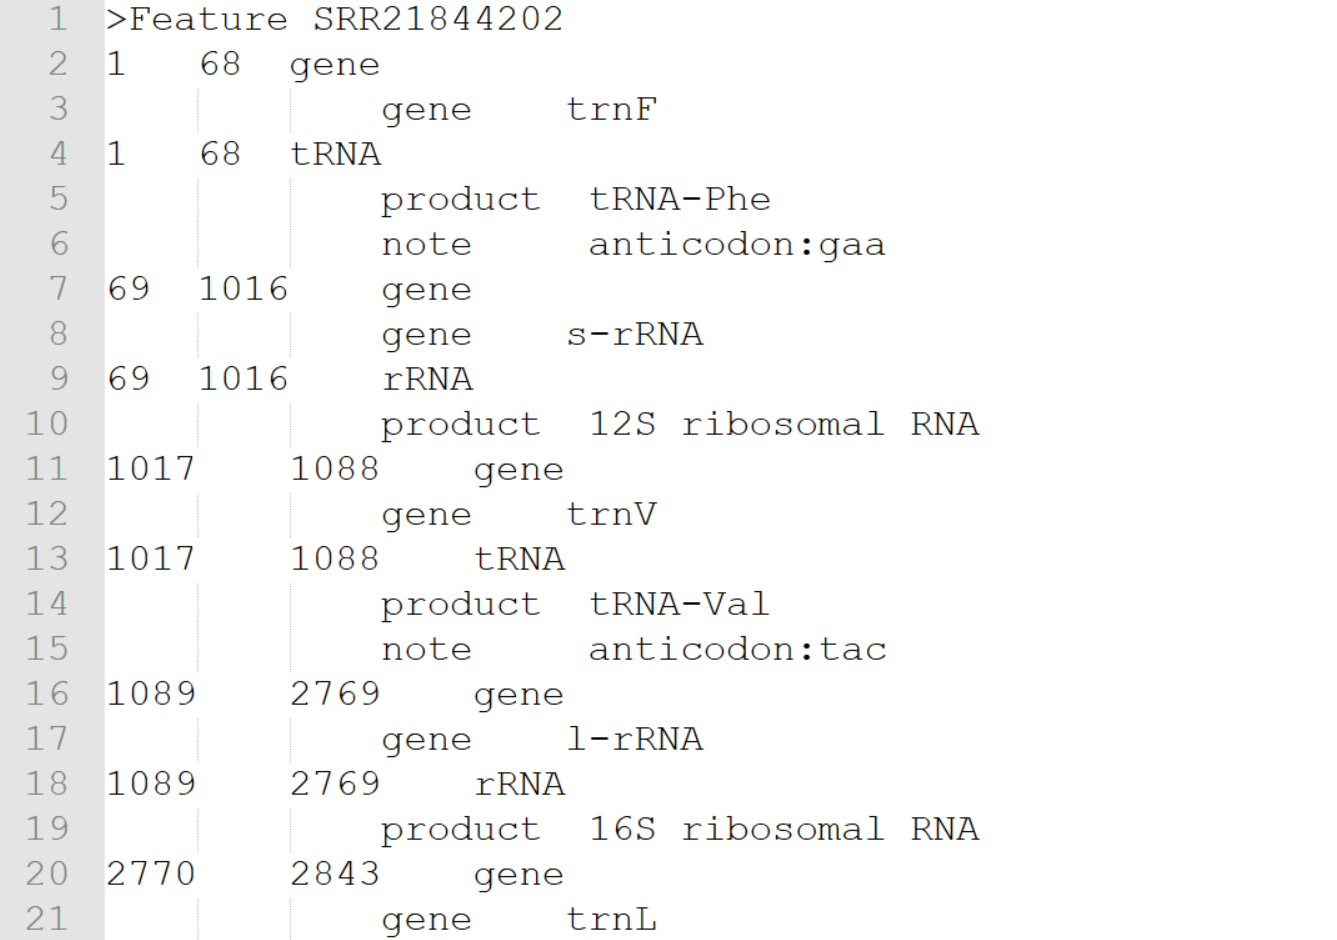 1 >Feature SRR21844202
2 1 68 gene
3 gene trnF
4 1 68 tRNA
5 product tRNA-Phe
6 note anticodon:gaa
7 69 1016 gene
8 gene s-rRNA
9 69 1016 rRNA
10 product 12S ribosomal RNA
11 1017 1088 gene
12 gene trnV
13 1017 1088 tRNA
14 product tRNA-Val
15 note anticodon:tac
16 1089 2769 gene
17 gene l-rRNA
18 1089 2769 rRNA
19 product 16S ribosomal RNA
20 2770 2843 gene
21 gene trnL